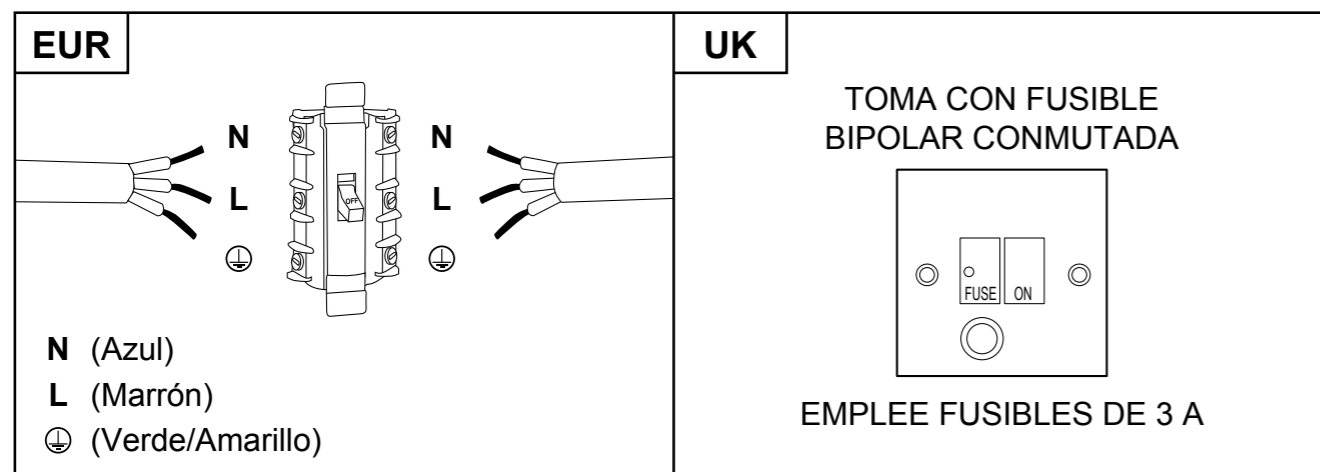 EUR
N N
L L
OFF
N (Azul)
L (Marrón)
(Verde/Amarillo)
UK
TOMA CON FUSIBLE
BIPOLAR CONMUTADA
FUSE ON
EMPLEE FUSIBLES DE 3 A